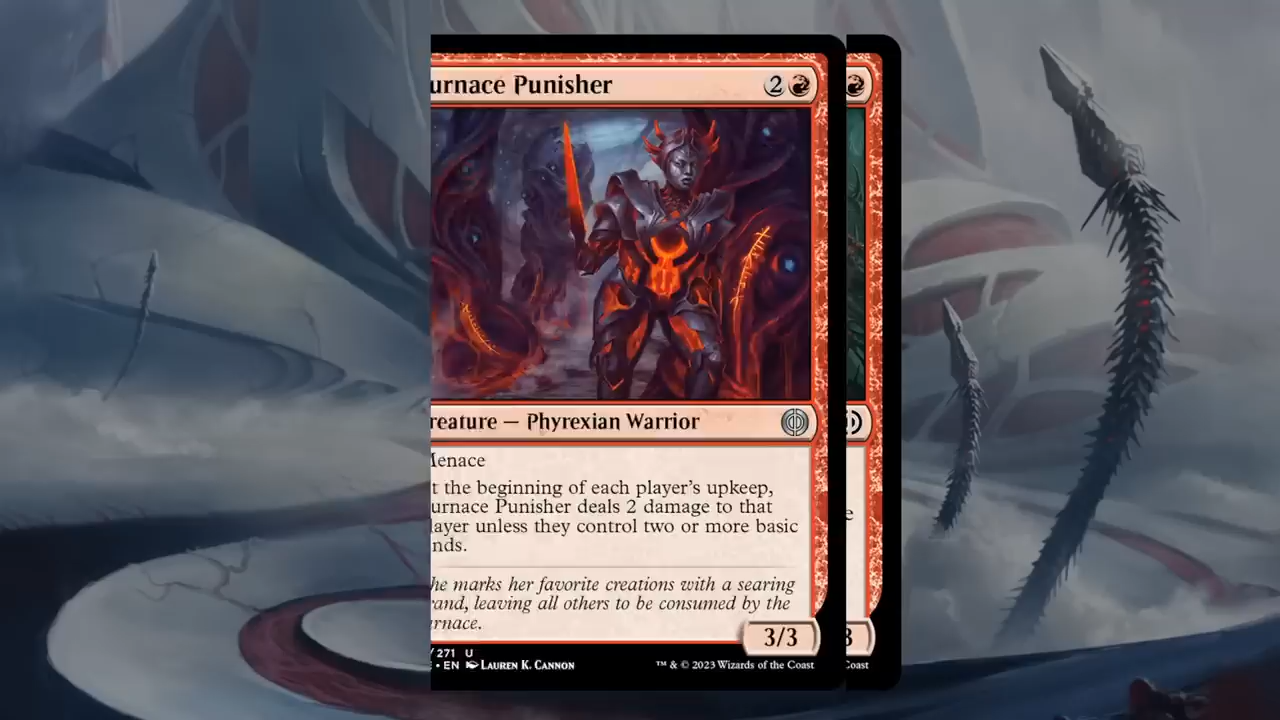 urnace Punisher 2
reature — Phyrexian Warrior
Menace
t the beginning of each player's upkeep,
urnace Punisher deals 2 damage to that
layer unless they control two or more basic
nds.
he marks her favorite creations with a searing
rand, leaving all others to be consumed by the
rnace.
3/3
/271 U
E • EN LAUREN K. CANNON ™ & © 2023 Wizards of the Coast
e
3
Coast